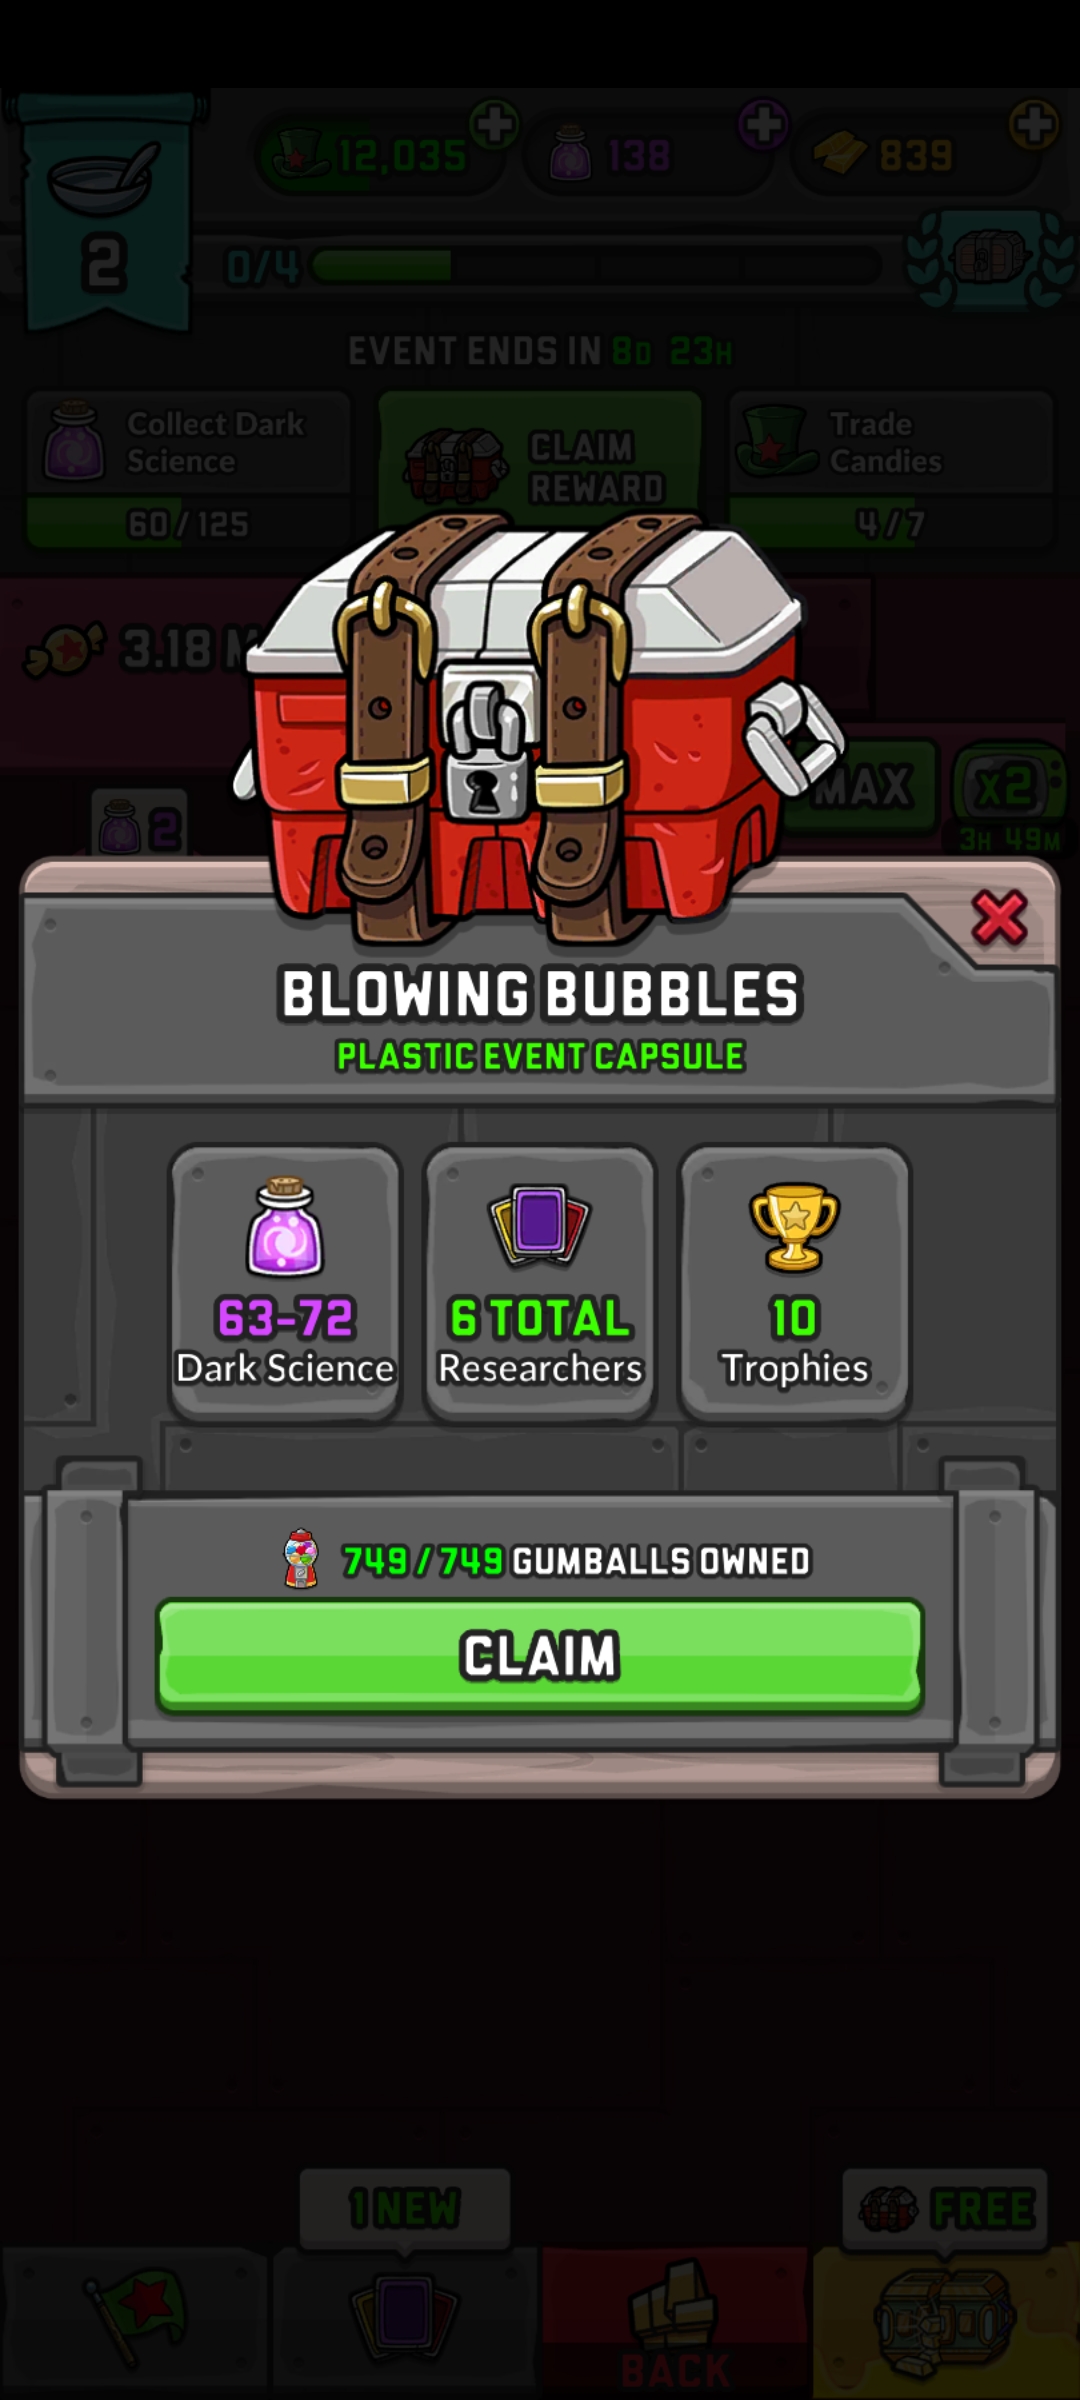 12,035
138
839
2
0/4
EVENT ENDS IN 8D 23H
Collect Dark
Science
60/125
CLAIM
REWARD
Trade
Candies
4/7
3.18
MAX
x2
3H 49M
2
BLOWING BUBBLES
PLASTIC EVENT CAPSULE
63-72
Dark Science
6 TOTAL
Researchers
10
Trophies
749/749 GUMBALLS OWNED
CLAIM
1 NEW
FREE
BACK